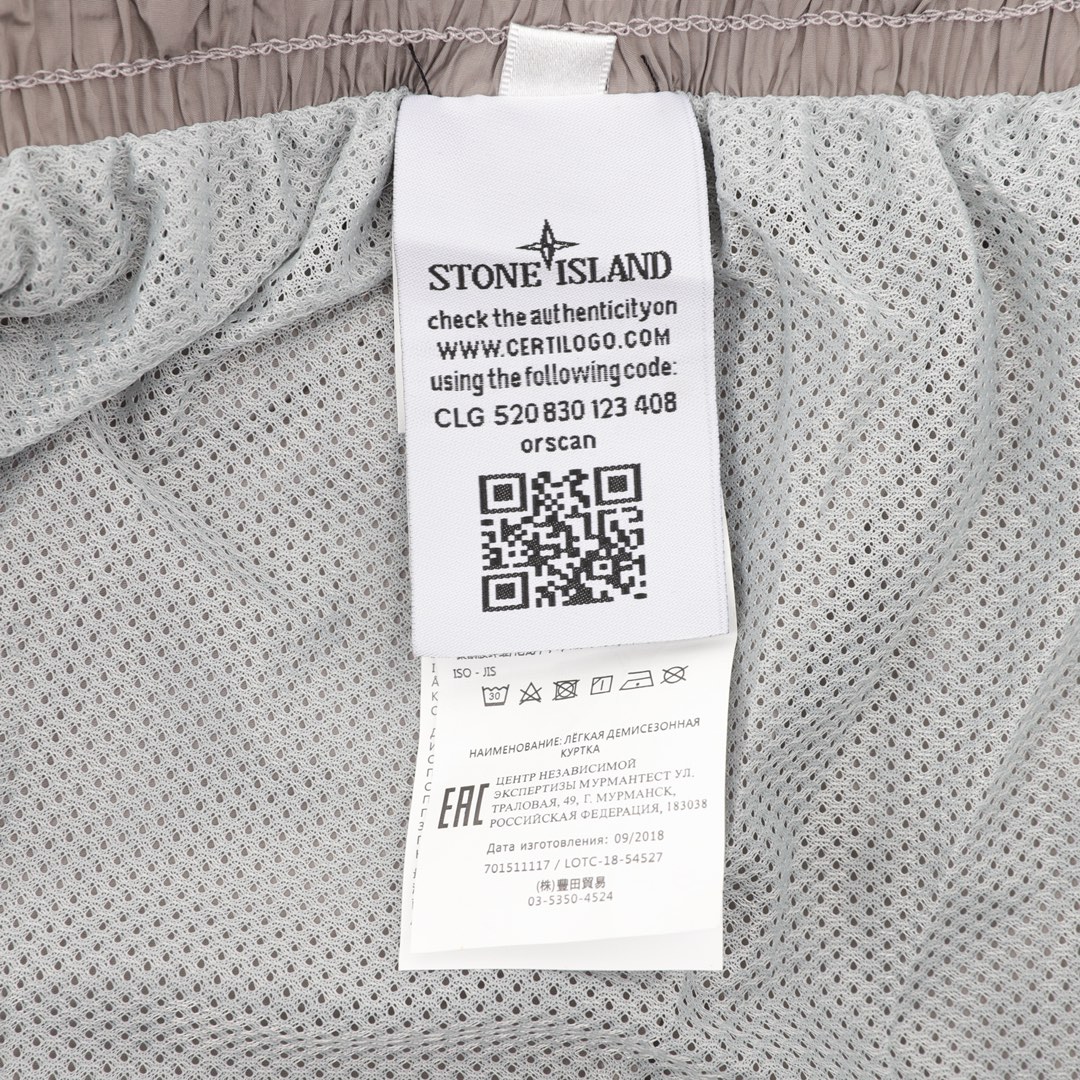 STONE ISLAND
check the authenticityon
WWW.CERTILOGO.COM
using the following code:
CLG 520 830 123 408
orscan
ISO - JIS
30
НАИМЕНОВАНИЕ: ЛЁГКАЯ ДЕМИСЕЗОННАЯ
КУРТКА
EAC
ЦЕНТР НЕЗАВИСИМОЙ
ЭКСПЕРТИЗЫ МУРМАНТЕСТ УЛ.
ТРАЛОВАЯ, 49, Г. МУРМАНСК,
РОССИЙСКАЯ ФЕДЕРАЦИЯ, 183038
Дата изготовления: 09/2018
701511117 / LOTC-18-54527
(株)豊田貿易
03-5350-4524